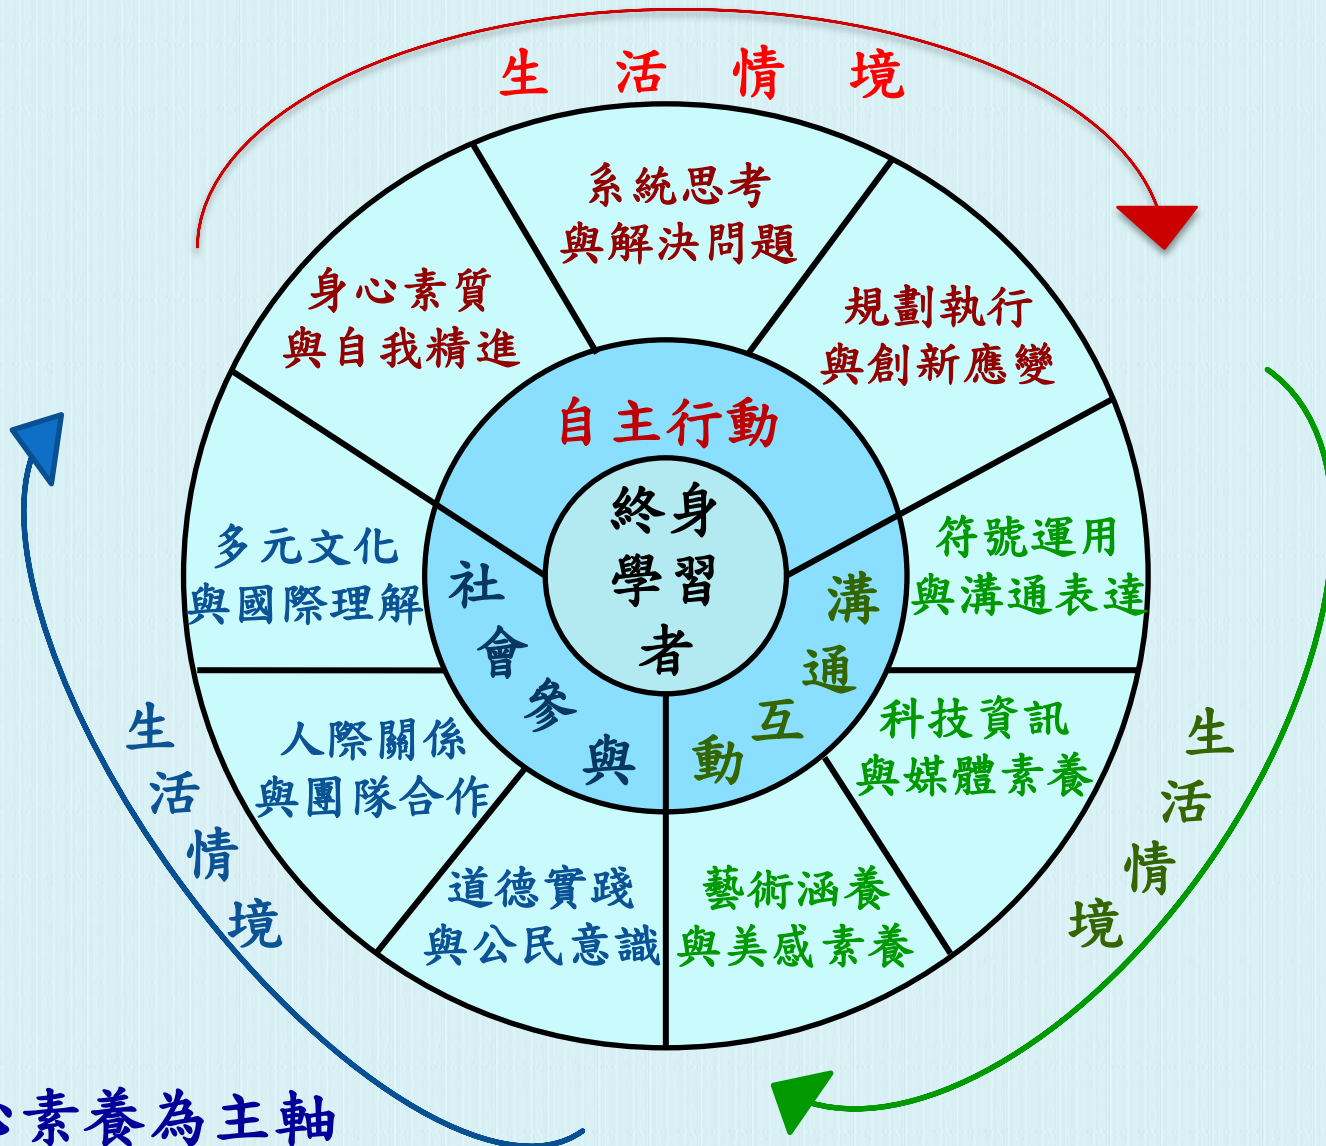 生活情境
系統思考
與解決問題
身心素質
與自我精進
規劃執行
與創新應變
自主行動
終身
學習
者
多元文化
與國際理解
社會參與
溝通互動
符號運用
與溝通表達
人際關係
與團隊合作
科技資訊
與媒體素養
道德實踐
與公民意識
藝術涵養
與美感素養
生活情境
生活情境
素養為主軸